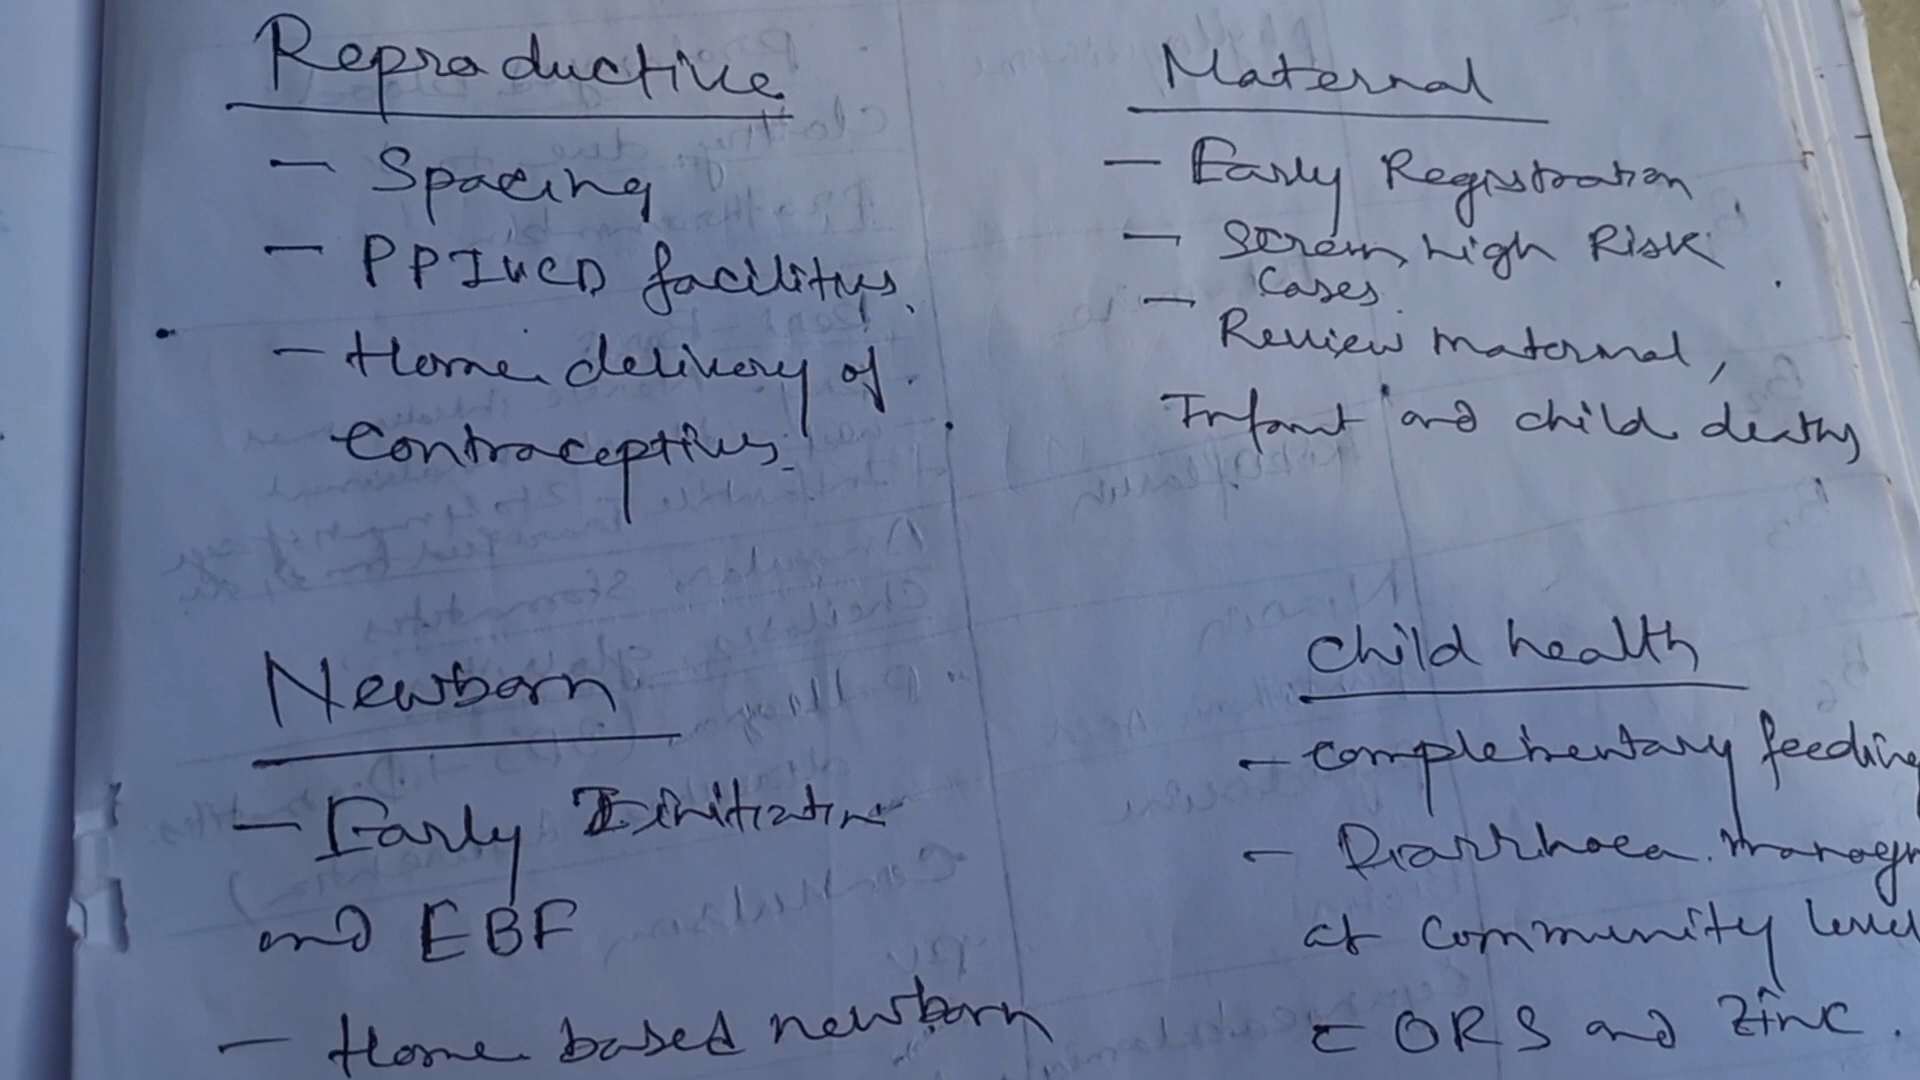 Reproductive
- Spacing
- PPIUCD facilities.
- Home delivery of
contraceptives
Maternal
- Early Registration
- Screen high Risk
cases
- Review maternal,
Infant and child deaths
Newborn
- Early Initiation
and EBF
- Home based newborn
child health
- complementary feeding
- Diarrhoea
at community level
ORS and Zinc.